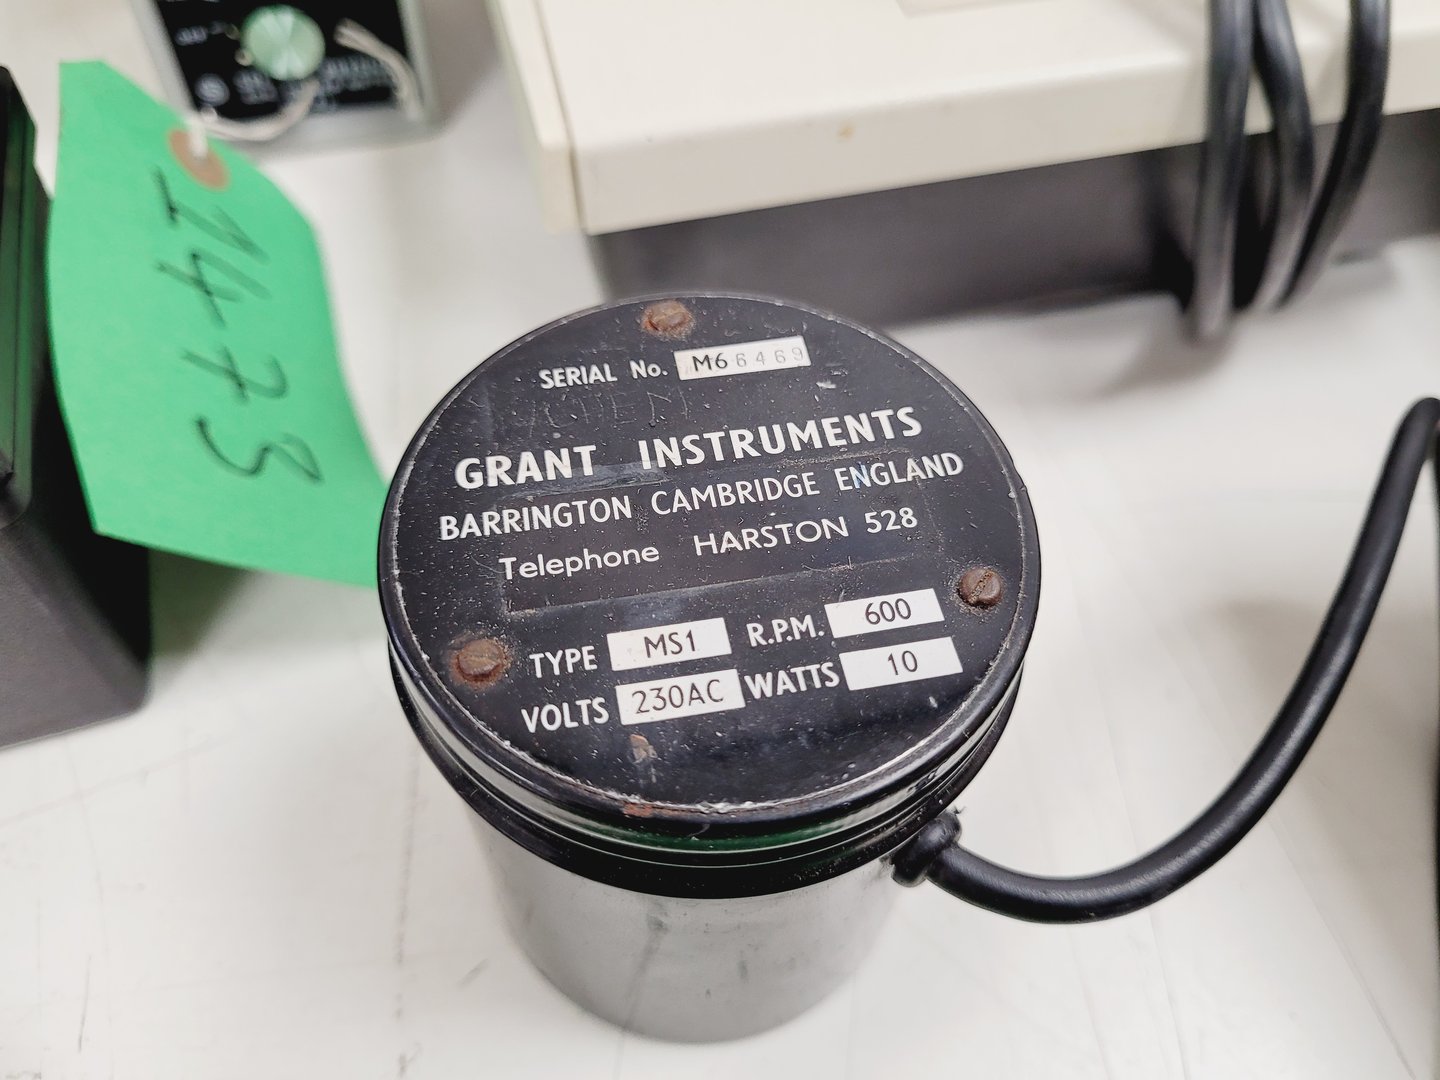 1473
SERIAL No. M66469
GRANT INSTRUMENTS
BARRINGTON CAMBRIDGE ENGLAND
Telephone HARSTON 528
TYPE MS1 R.P.M. 600
VOLTS 230AC WATTS 10